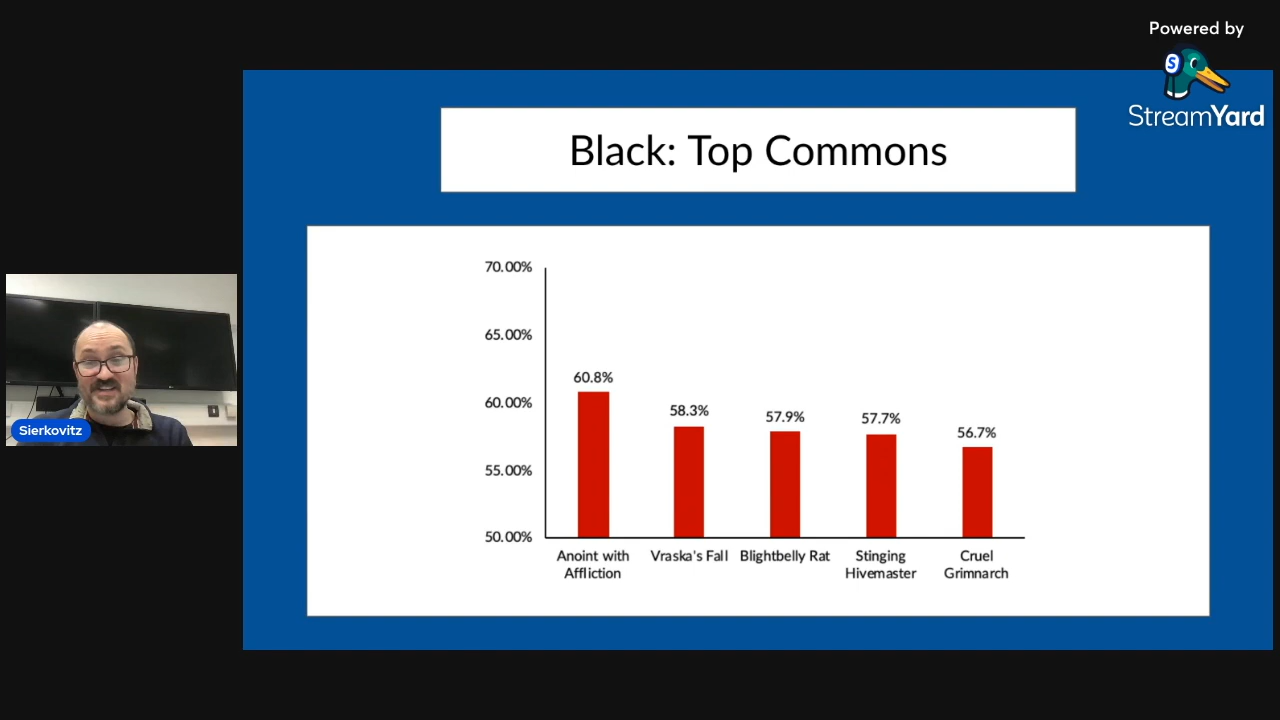 Powered by
StreamYard
Black: Top Commons
70.00%
65.00%
60.00%
55.00%
50.00%
60.8%
58.3%
57.9%
57.7%
56.7%
Anoint with
Affliction
Vraska's Fall
Blightbelly Rat
Stinging
Hivemaster
Cruel
Grimnarch
Sierkovitz